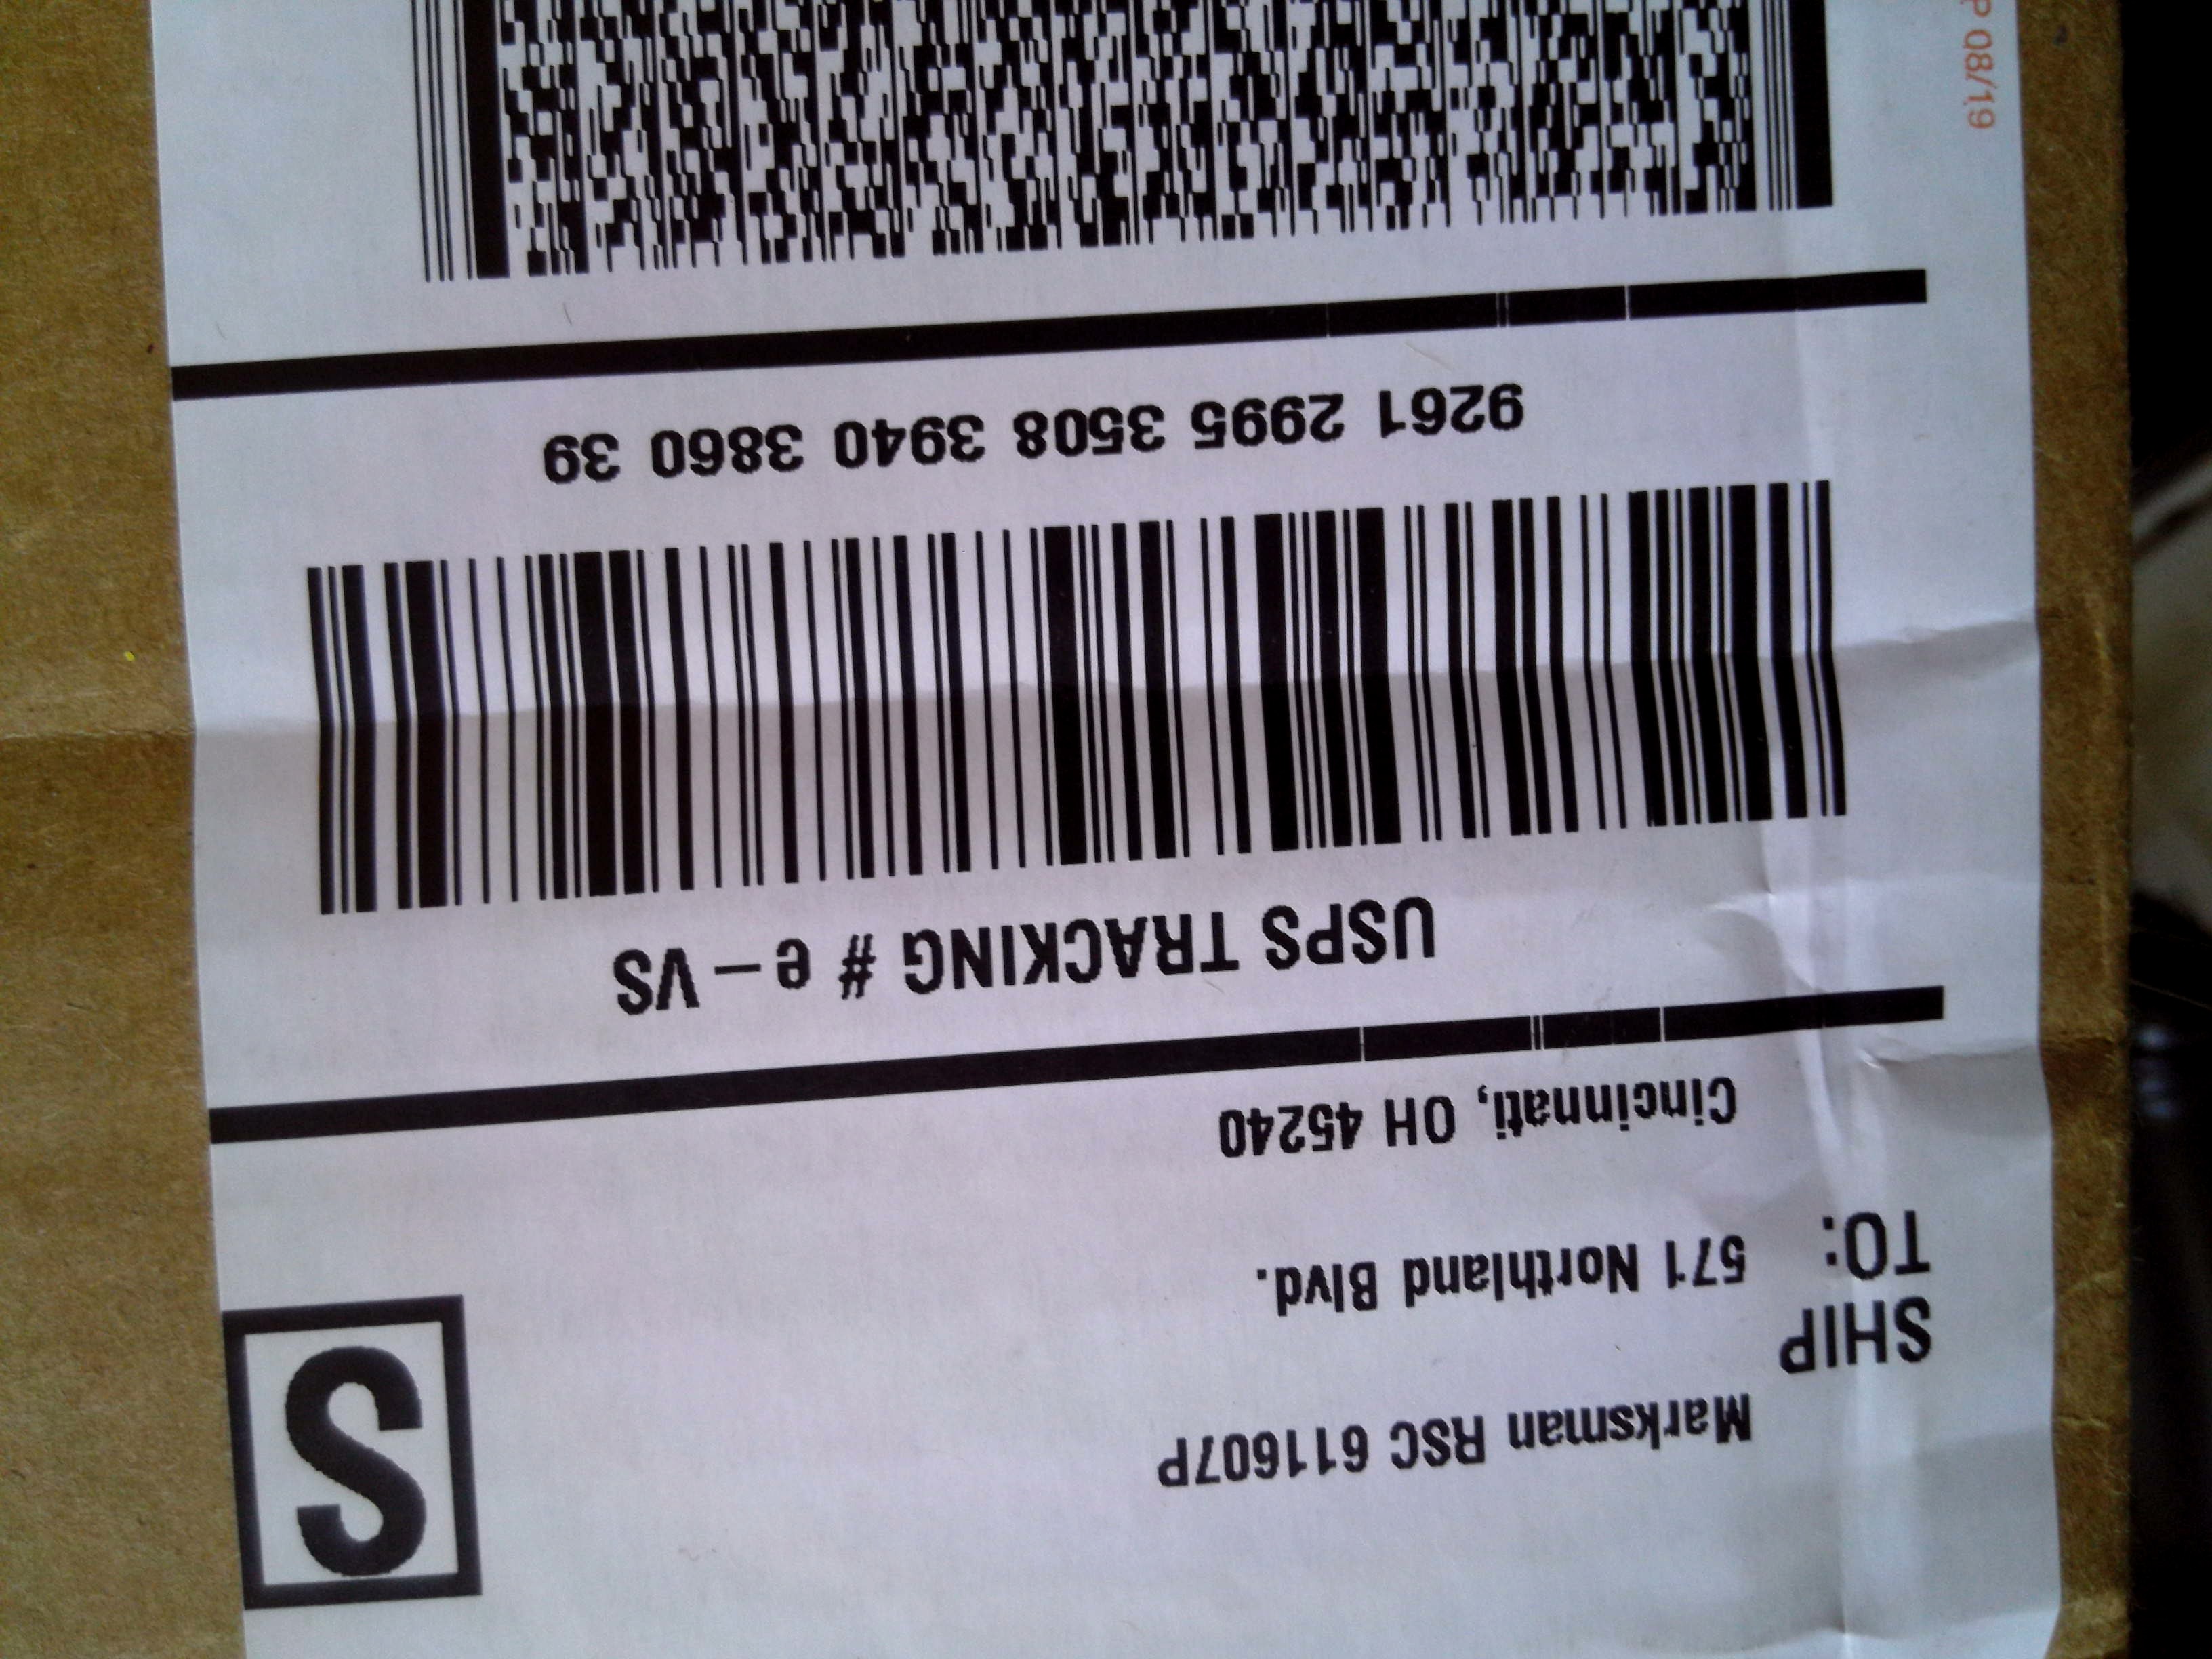 S
Marksman RSC 611607P
SHIP
TO:
571 Northland Blvd.
Cincinnati, OH 45240
USPS TRACKING # e-VS
9261 2995 3508 3940 3860 39
P 08/19